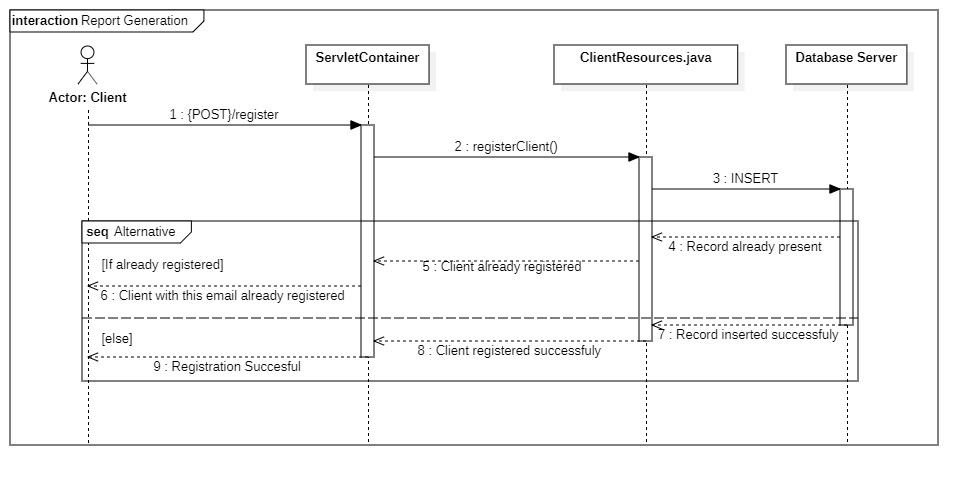 interaction Report Generation
Actor: Client
ServletContainer
ClientResources.java
Database Server
1 : {POST}/register
2 : registerClient()
3 : INSERT
seq Alternative
4 : Record already present
[If already registered]
5 : Client already registered
6 : Client with this email already registered
[else]
7 : Record inserted successfuly
8 : Client registered successfuly
9 : Registration Succesful